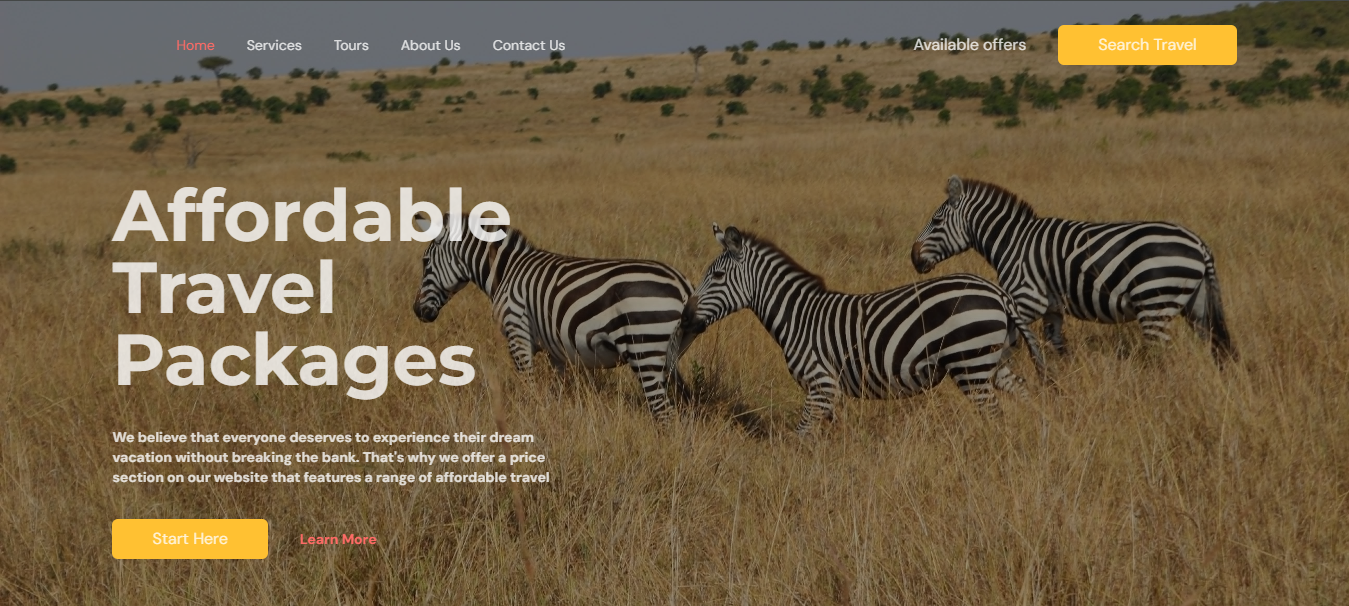 Home Services Tours About Us Contact Us Available offers Search Travel
Affordable
Travel
Packages
We believe that everyone deserves to experience their dream
vacation without breaking the bank. That's why we offer a price
section on our website that features a range of affordable travel
Start Here Learn More